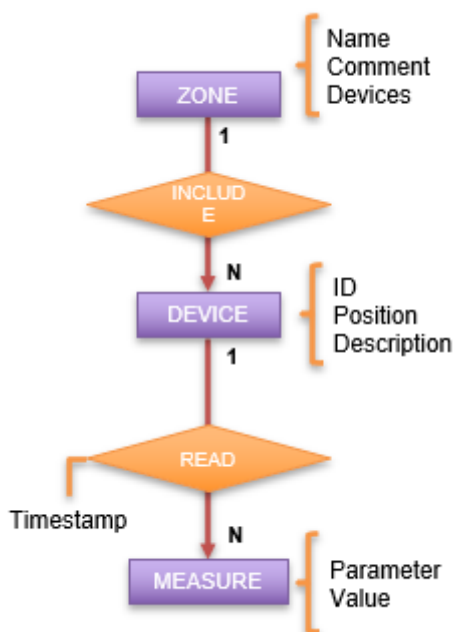 Name
Comment
Devices
ZONE
1
INCLUD
E
N
DEVICE
ID
Position
Description
1
READ
Timestamp
N
MEASURE
Parameter
Value